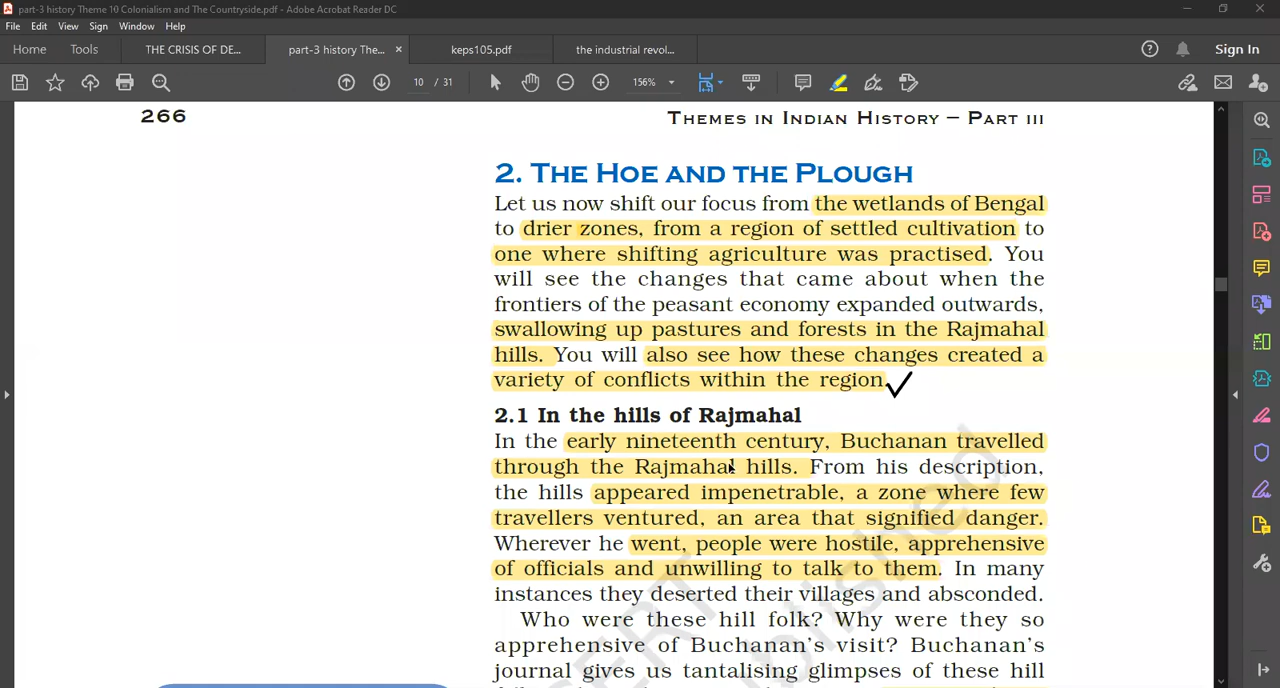 part-3 history Theme 10 Colonialism and The Countryside.pdf - Adobe Acrobat Reader DC
File Edit View Sign Window Help
Home Tools THE CRISIS OF DE... part-3 history The... × keps105.pdf the industrial revol... Sign In
10 / 31 156%
266 THEMES IN INDIAN HISTORY – PART III
2. THE HOE AND THE PLOUGH
Let us now shift our focus from the wetlands of Bengal
to drier zones, from a region of settled cultivation to
one where shifting agriculture was practised. You
will see the changes that came about when the
frontiers of the peasant economy expanded outwards,
swallowing up pastures and forests in the Rajmahal
hills. You will also see how these changes created a
variety of conflicts within the region.
2.1 In the hills of Rajmahal
In the early nineteenth century, Buchanan travelled
through the Rajmahal hills. From his description,
the hills appeared impenetrable, a zone where few
travellers ventured, an area that signified danger.
Wherever he went, people were hostile, apprehensive
of officials and unwilling to talk to them. In many
instances they deserted their villages and absconded.
Who were these hill folk? Why were they so
apprehensive of Buchanan's visit? Buchanan's
journal gives us tantalising glimpses of these hill